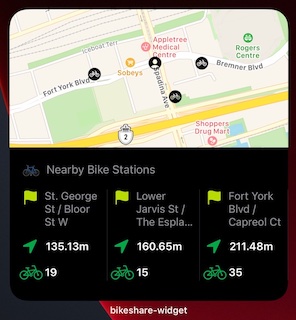 Iceboat Terr
Appletree
Medical
Centre
Rogers
Centre
Sobeys
Fort York Blvd
Spadina Ave
Bremner Blvd
2
Shoppers
Drug Mart
Nearby Bike Stations
St. George
St / Bloor
St W
Lower
Jarvis St /
The Espla...
Fort York
Blvd /
Capreol Ct
135.13m
160.65m
211.48m
19
15
35
bikeshare-widget